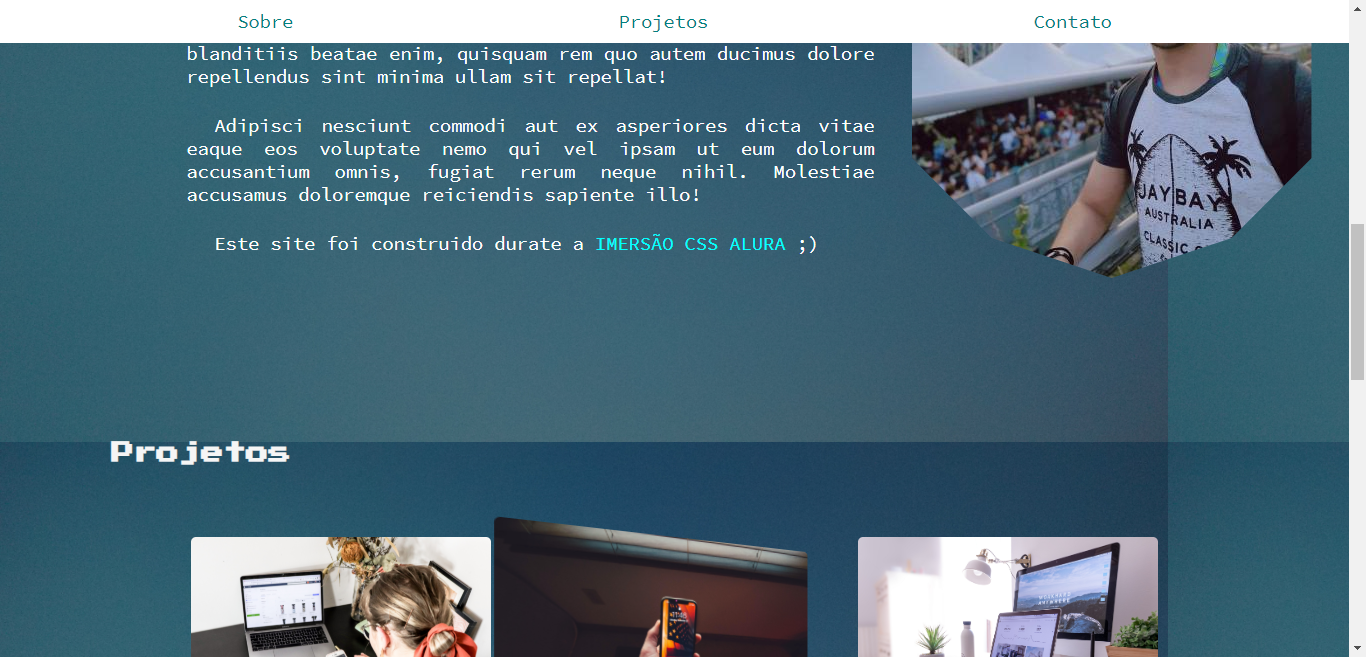 Sobre Projetos Contato
blanditiis beatae enim, quisquam rem quo autem ducimus dolore
repellendus sint minima ullam sit repellat!
Adipisci nesciunt commodi aut ex asperiores dicta vitae
eaque eos voluptate nemo qui vel ipsam ut eum dolorum
accusantium omnis, fugiat rerum neque nihil. Molestiae
accusamus doloremque reiciendis sapiente illo!
JAY BAY
AUSTRALIA
CLASSIC
Este site foi construido durate a IMERSÃO CSS ALURA ;)
Projetos